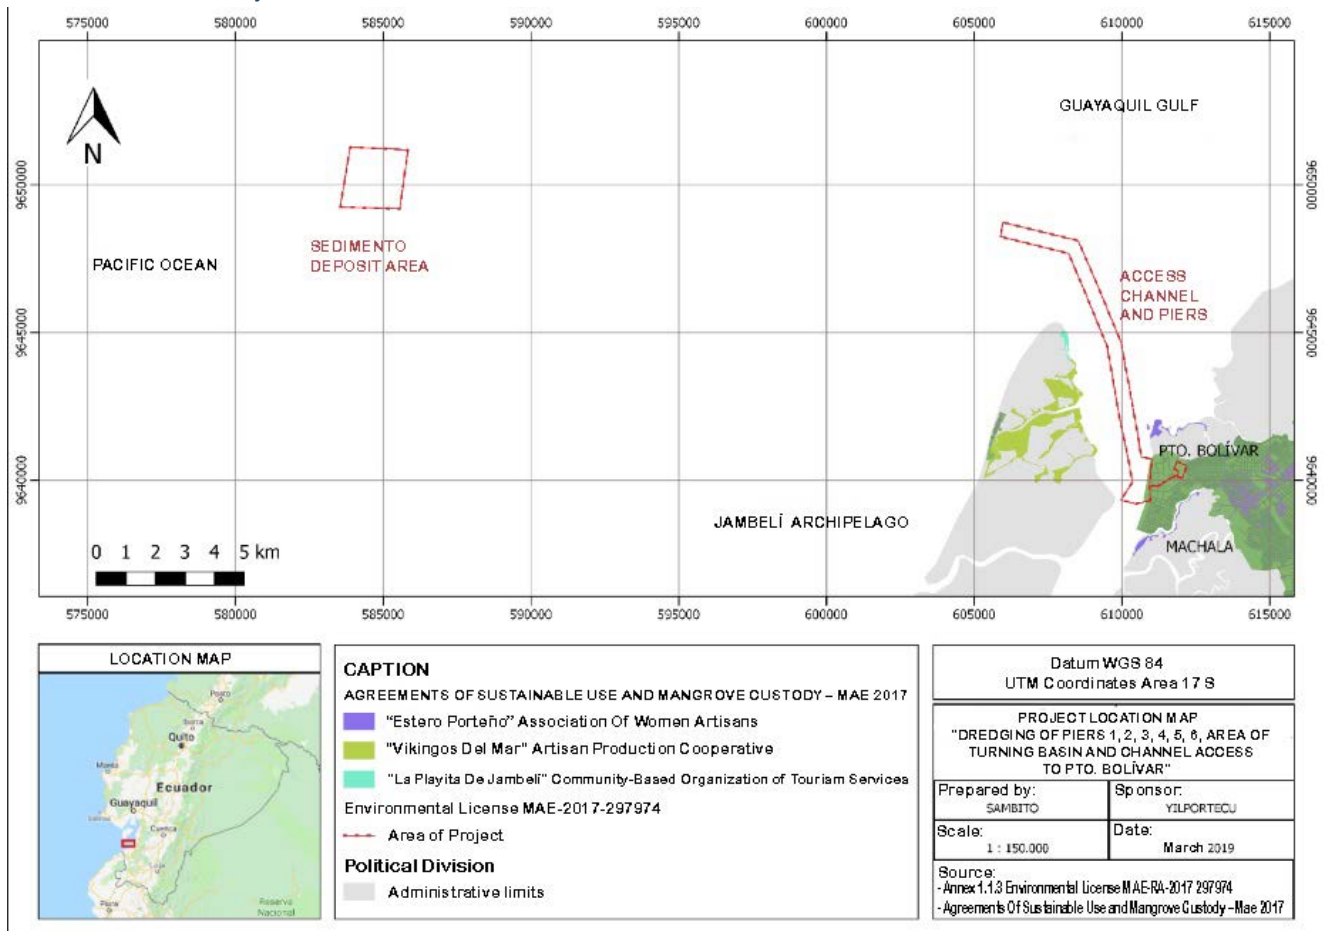 575000 580000 585000 590000 595000 600000 605000 610000 615000
GUAYAQUIL GULF
N
9650000
9650000
SEDIMENTO
DEPOSIT AREA
PACIFIC OCEAN
ACCESS
CHANNEL
AND PIERS
9645000
9645000
PTO. BOLÍVAR
9640000
9640000
JAMBELÍ ARCHIPELAGO
MACHALA
0 1 2 3 4 5 km
575000 580000 585000 590000 595000 600000 605000 610000 615000
LOCATION MAP
Pasto
Ibarra
Quito
Manta
Ecuador
Guayaquil
Cuenca
Loja
Piura
Reserva
Nacional
CAPTION
AGREEMENTS OF SUSTAINABLE USE AND MANGROVE CUSTODY – MAE 2017
"Estero Porteño" Association Of Women Artisans
"Vikingos Del Mar" Artisan Production Cooperative
"La Playita De Jambelí" Community-Based Organization of Tourism Services
Environmental License MAE-2017-297974
Area of Project
Political Division
Administrative limits
Datum WGS 84
UTM Coordinates Area 17 S
PROJECT LOCATION MAP
"DREDGING OF PIERS 1, 2, 3, 4, 5, 6, AREA OF
TURNING BASIN AND CHANNEL ACCESS
TO PTO. BOLÍVAR"
Prepared by:
SAMBITO
Sponsor:
YILPORTECU
Scale:
1 : 150.000
Date:
March 2019
Source:
- Annex 1.1.3 Environmental License MAE-RA-2017 297974
- Agreements Of Sustainable Use and Mangrove Custody – Mae 2017